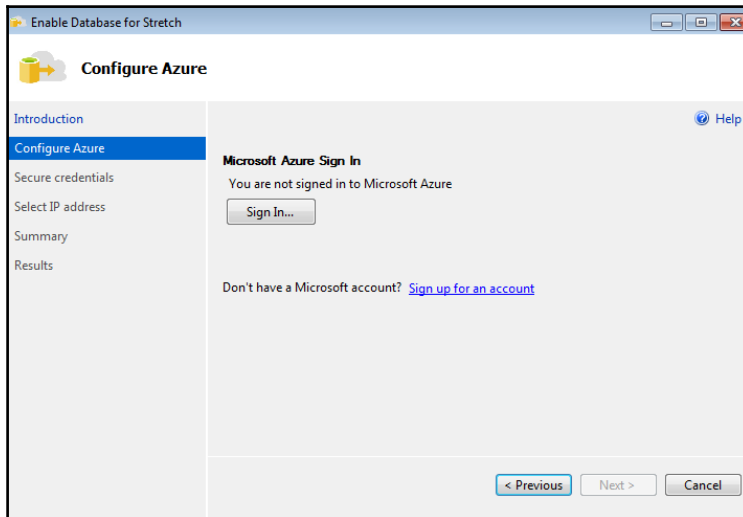 Enable Database for Stretch
Configure Azure
Introduction
Help
Configure Azure
Microsoft Azure Sign In
Secure credentials
You are not signed in to Microsoft Azure
Select IP address
Sign In...
Summary
Results
Don't have a Microsoft account? Sign up for an account
< Previous
Next >
Cancel